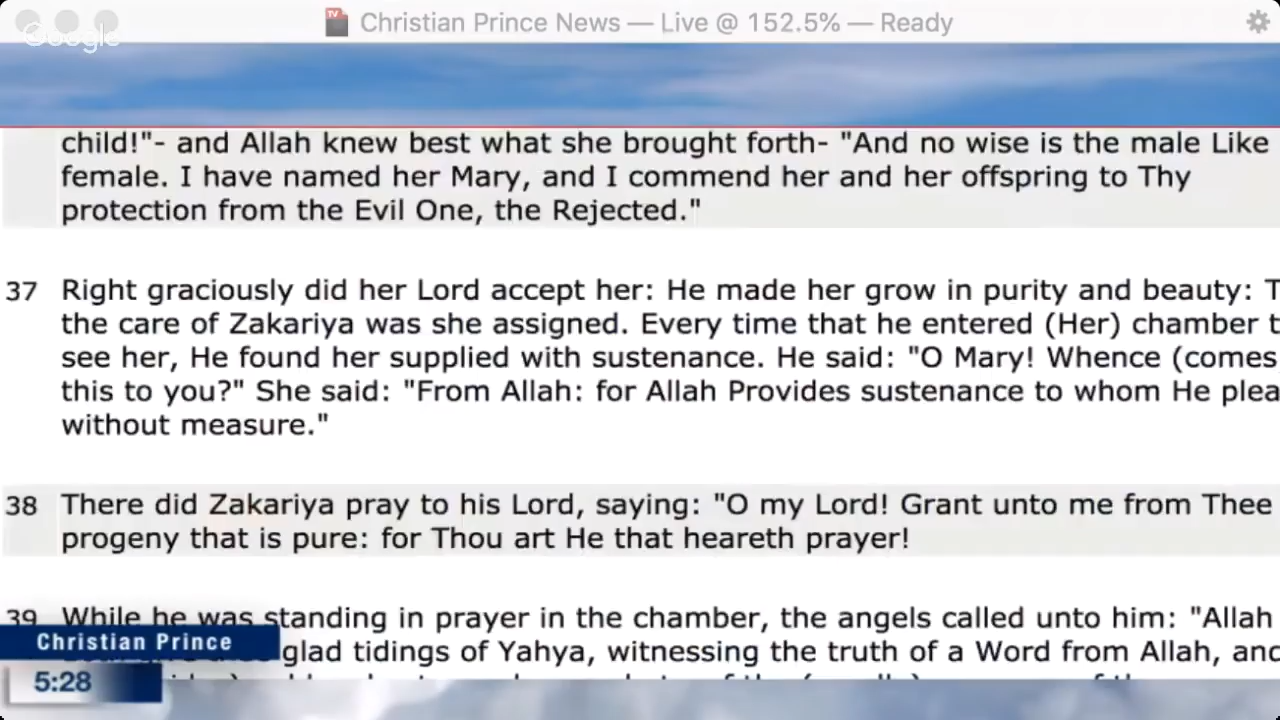 Google
Christian Prince News — Live @ 152.5% — Ready
child!"- and Allah knew best what she brought forth- "And no wise is the male Like
female. I have named her Mary, and I commend her and her offspring to Thy
protection from the Evil One, the Rejected."
37 Right graciously did her Lord accept her: He made her grow in purity and beauty: T
the care of Zakariya was she assigned. Every time that he entered (Her) chamber t
see her, He found her supplied with sustenance. He said: "O Mary! Whence (comes
this to you?" She said: "From Allah: for Allah Provides sustenance to whom He plea
without measure."
38 There did Zakariya pray to his Lord, saying: "O my Lord! Grant unto me from Thee
progeny that is pure: for Thou art He that heareth prayer!
39 While he was standing in prayer in the chamber, the angels called unto him: "Allah
glad tidings of Yahya, witnessing the truth of a Word from Allah, and
Christian Prince
5:28